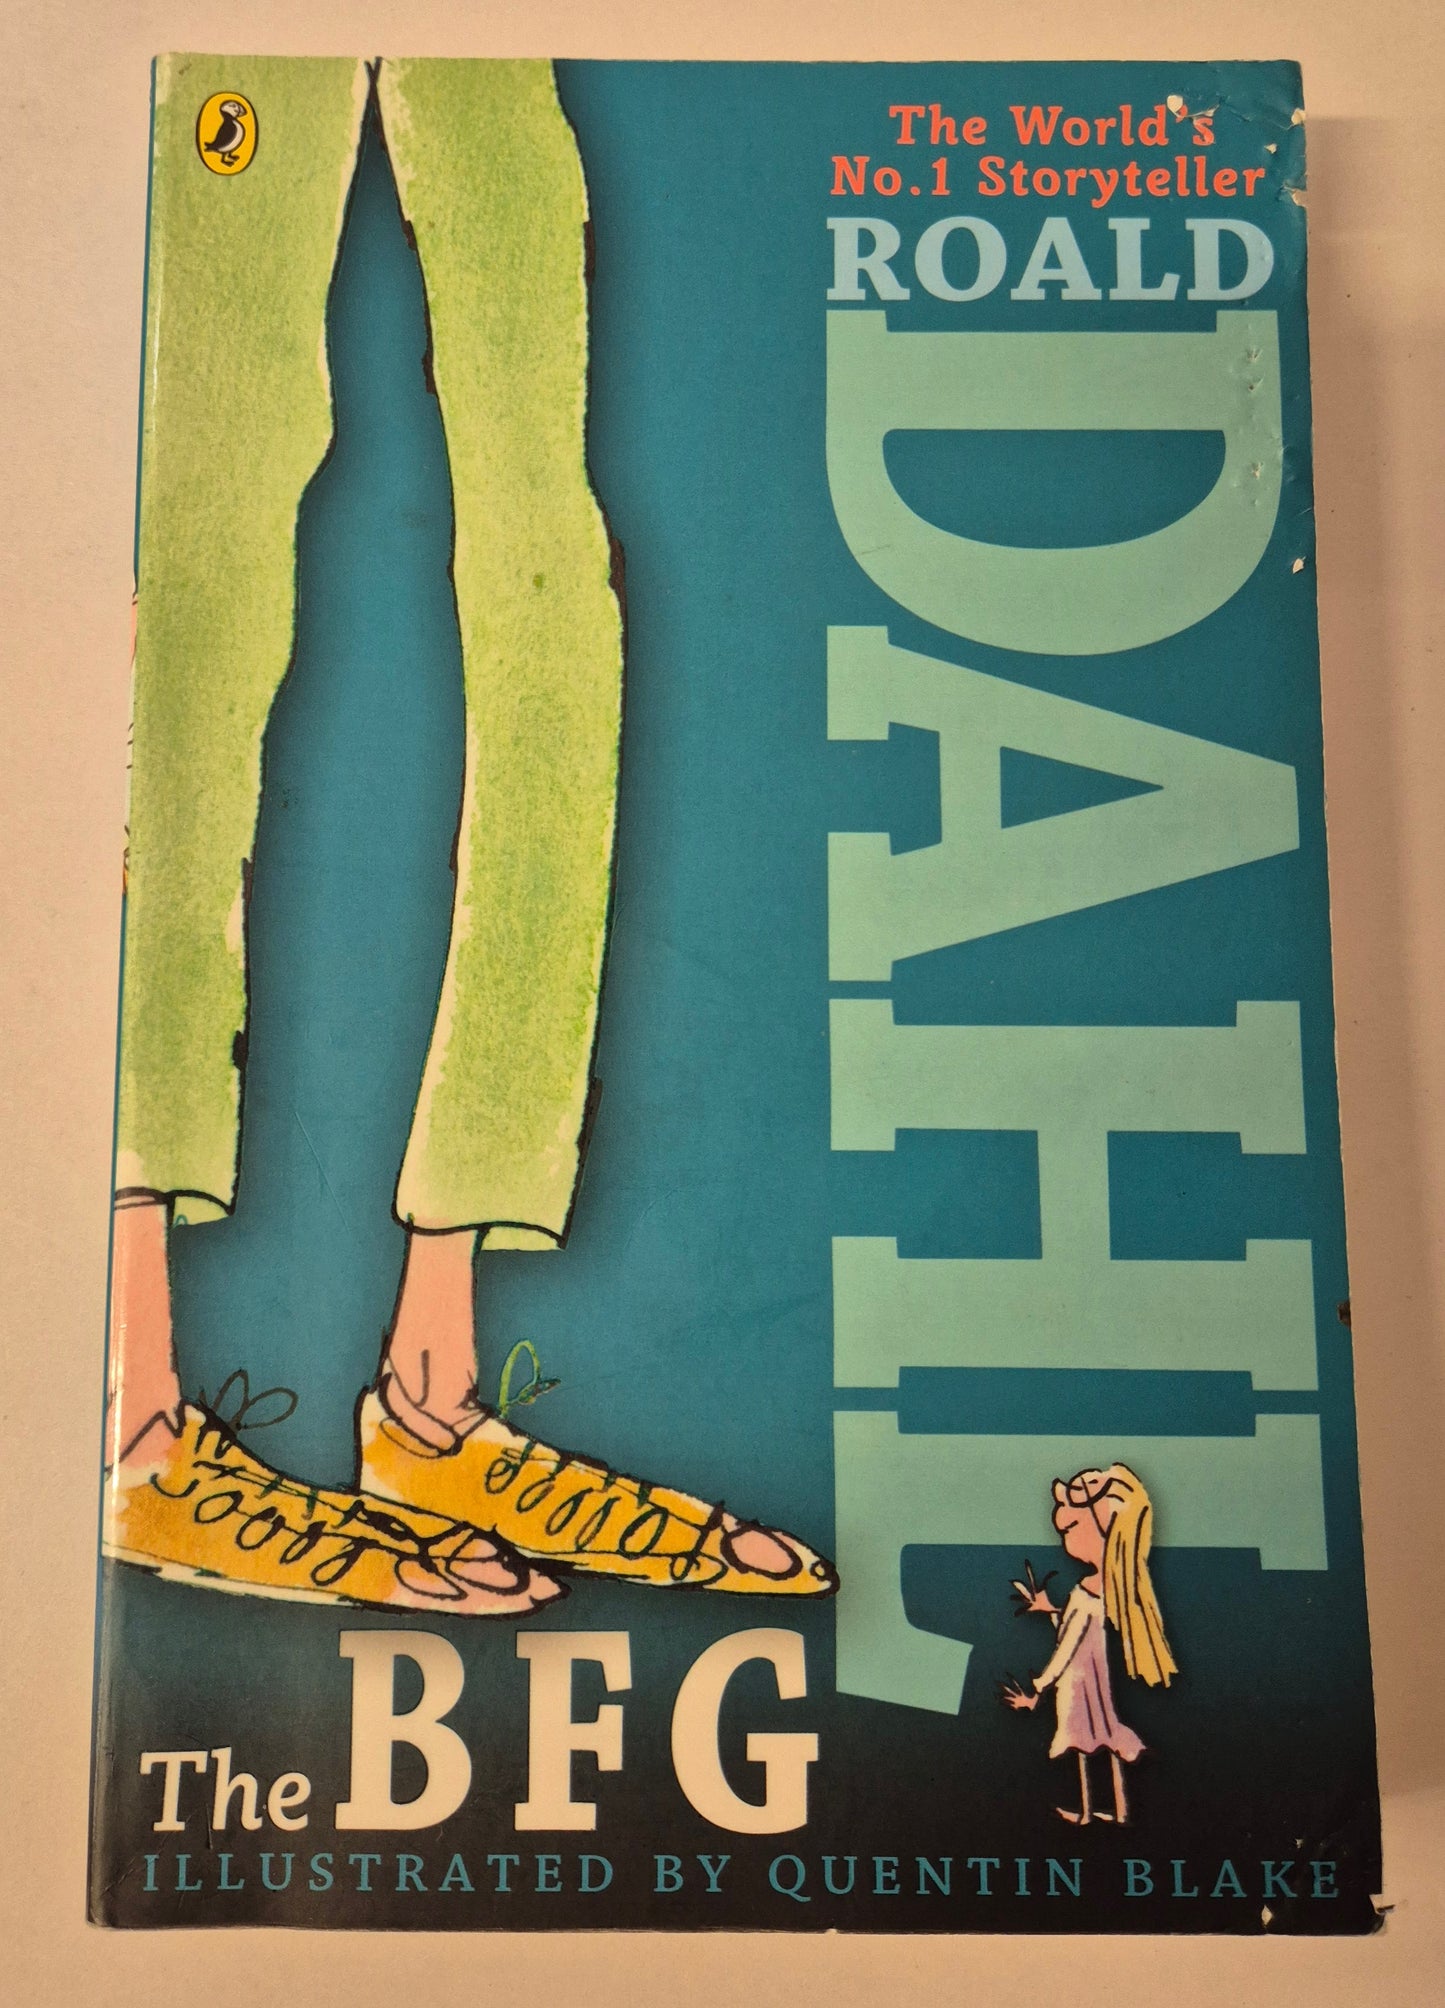 The World's
No.1 Storyteller
ROALD
DAHL
The BFG
ILLUSTRATED BY QUENTIN BLAKE